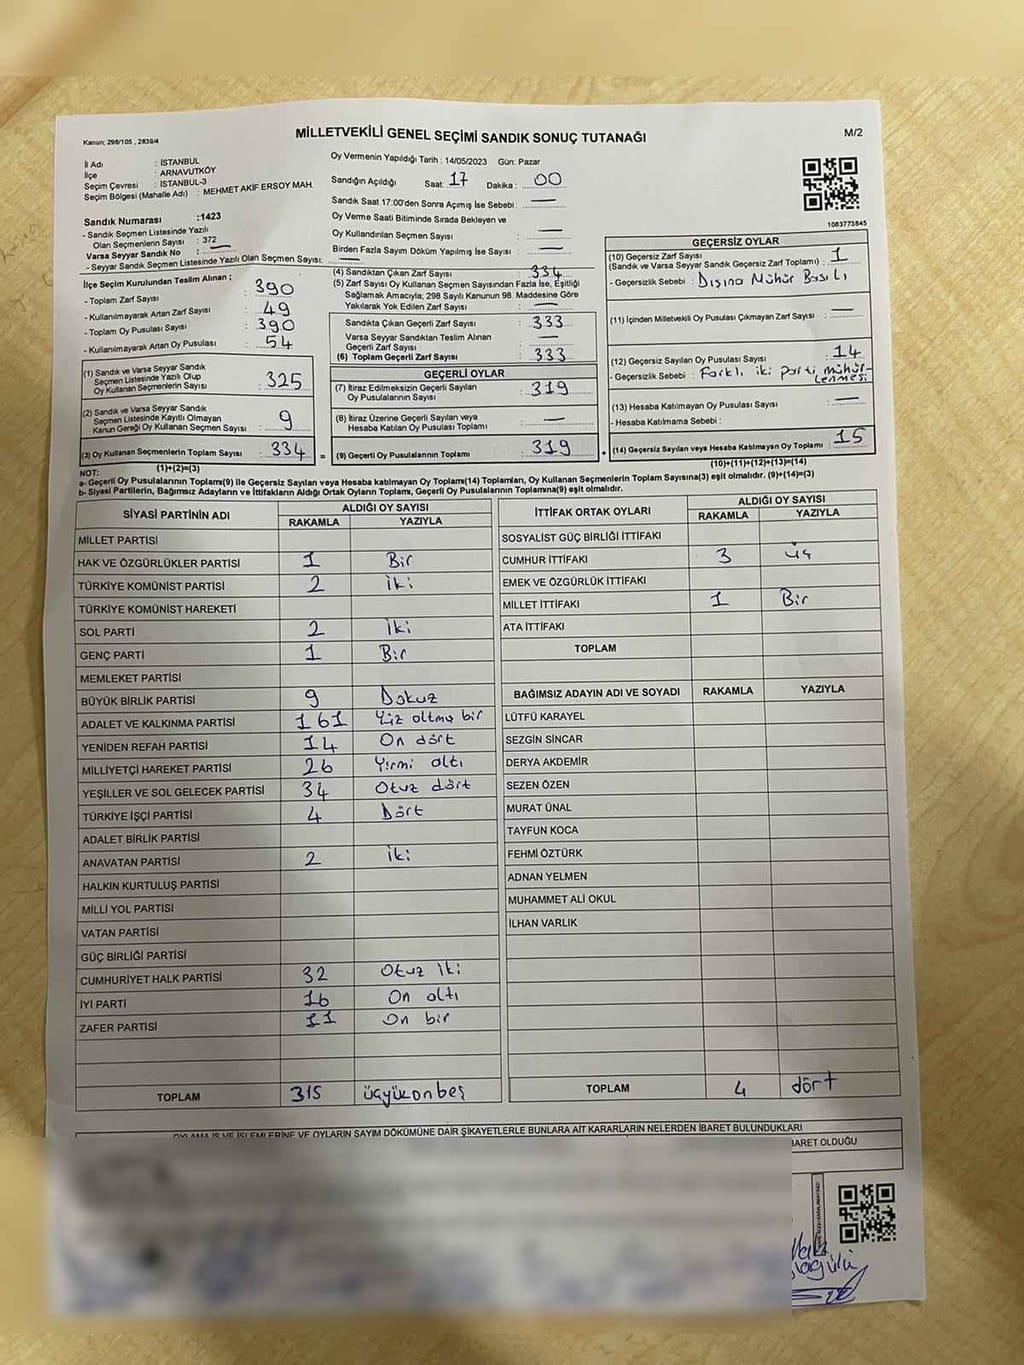 MİLLETVEKİLİ GENEL SEÇİMİ SANDIK SONUÇ TUTANAĞI
M/2
Kanun; 298/105 , 2839/4
İl Adı : İSTANBUL
İlçe : ARNAVUTKÖY
Seçim Çevresi : İSTANBUL-3
Seçim Bölgesi (Mahalle Adı) : MEHMET AKİF ERSOY MAH.
Sandık Numarası :1423
- Sandık Seçmen Listesinde Yazılı
Olan Seçmenlerin Sayısı : 372
Varsa Seyyar Sandık No : —
- Seyyar Sandık Seçmen Listesinde Yazılı Olan Seçmen Sayısı: —
Oy Vermenin Yapıldığı Tarih : 14/05/2023 Gün: Pazar
Sandığın Açıldığı Saat: 17 Dakika : 00
Sandık Saat 17:00'den Sonra Açımış İse Sebebi : —
Oy Verme Saati Bitiminde Sırada Bekleyen ve
Oy Kullandırılan Seçmen Sayısı : —
Birden Fazla Sayım Döküm Yapılmış İse Sayısı : —
1083773845
İlçe Seçim Kurulundan Teslim Alınan ;
- Toplam Zarf Sayısı : 390
- Kullanılmayarak Artan Zarf Sayısı : 49
- Toplam Oy Pusulası Sayısı : 390
- Kullanılmayarak Artan Oy Pusulası : 54
(1) Sandık ve Varsa Seyyar Sandık
Seçmen Listesinde Yazılı Olup
Oy Kullanan Seçmenlerin Sayısı : 325
(2) Sandık ve Varsa Seyyar Sandık
Seçmen Listesinde Kayıtlı Olmayan
Kanun Gereği Oy Kullanan Seçmen Sayısı : 9
(3) Oy Kullanan Seçmenlerin Toplam Sayısı : 334
(1)+(2)=(3)
(4) Sandıktan Çıkan Zarf Sayısı : 334
(5) Zarf Sayısı Oy Kullanan Seçmen Sayısından Fazla İse, Eşitliği
Sağlamak Amacıyla; 298 Sayılı Kanunun 98. Maddesine Göre
Yakılarak Yok Edilen Zarf Sayısı : —
Sandıkta Çıkan Geçerli Zarf Sayısı : 333
Varsa Seyyar Sandıktan Teslim Alınan
Geçerli Zarf Sayısı : —
(6) Toplam Geçerli Zarf Sayısı : 333
GEÇERLİ OYLAR
(7) İtiraz Edilmeksizin Geçerli Sayılan
Oy Pusulalarının Sayısı : 319
(8) İtiraz Üzerine Geçerli Sayılan veya
Hesaba Katılan Oy Pusulası Toplamı : —
= (9) Geçerli Oy Pusulalarının Toplamı : 319
GEÇERSİZ OYLAR
(10) Geçersiz Zarf Sayısı : 1
(Sandık ve Varsa Seyyar Sandık Geçersiz Zarf Toplamı)
- Geçersizlik Sebebi : Dışına Mühür Basılı
(11) İçinden Milletvekili Oy Pusulası Çıkmayan Zarf Sayısı : —
(12) Geçersiz Sayılan Oy Pusulası Sayısı : 14
- Geçersizlik Sebebi : Farklı iki parti mühür-
lenmesi
(13) Hesaba Katılmayan Oy Pusulası Sayısı : —
- Hesaba Katılmama Sebebi :
+ (14) Geçersiz Sayılan veya Hesaba Katılmayan Oy Toplamı : 15
(10)+(11)+(12)+(13)=(14)
NOT:
a- Geçerli Oy Pusulalarının Toplamı(9) ile Geçersiz Sayılan veya Hesaba katılmayan Oy Toplamı(14) Toplamları, Oy Kullanan Seçmenlerin Toplam Sayısına(3) eşit olmalıdır. (9)+(14)=(3)
b- Siyasi Partilerin, Bağımsız Adayların ve İttifakların Aldığı Ortak Oyların Toplamı, Geçerli Oy Pusulalarının Toplamına(9) eşit olmalıdır.
SİYASİ PARTİNİN ADI ALDIĞI OY SAYISI
RAKAMLA YAZIYLA
MİLLET PARTİSİ
HAK VE ÖZGÜRLÜKLER PARTİSİ 1 Bir
TÜRKİYE KOMÜNİST PARTİSİ 2 İki
TÜRKİYE KOMÜNİST HAREKETİ
SOL PARTİ 2 İki
GENÇ PARTİ 1 Bir
MEMLEKET PARTİSİ
BÜYÜK BİRLİK PARTİSİ 9 Dokuz
ADALET VE KALKINMA PARTİSİ 161 Yüz altmış bir
YENİDEN REFAH PARTİSİ 14 On dört
MİLLİYETÇİ HAREKET PARTİSİ 26 Yirmi altı
YEŞİLLER VE SOL GELECEK PARTİSİ 34 Otuz dört
TÜRKİYE İŞÇİ PARTİSİ 4 Dört
ADALET BİRLİK PARTİSİ
ANAVATAN PARTİSİ 2 İki
HALKIN KURTULUŞ PARTİSİ
MİLLİ YOL PARTİSİ
VATAN PARTİSİ
GÜÇ BİRLİĞİ PARTİSİ
CUMHURİYET HALK PARTİSİ 32 Otuz iki
İYİ PARTİ 16 On altı
ZAFER PARTİSİ 11 On bir
TOPLAM 315 üçyüzonbeş
İTTİFAK ORTAK OYLARI ALDIĞI OY SAYISI
RAKAMLA YAZIYLA
SOSYALİST GÜÇ BİRLİĞİ İTTİFAKI
CUMHUR İTTİFAKI 3 üç
EMEK VE ÖZGÜRLÜK İTTİFAKI
MİLLET İTTİFAKI 1 Bir
ATA İTTİFAKI
TOPLAM
BAĞIMSIZ ADAYIN ADI VE SOYADI RAKAMLA YAZIYLA
LÜTFÜ KARAYEL
SEZGİN SİNCAR
DERYA AKDEMİR
SEZEN ÖZEN
MURAT ÜNAL
TAYFUN KOCA
FEHMİ ÖZTÜRK
ADNAN YELMEN
MUHAMMET ALİ OKUL
İLHAN VARLIK
TOPLAM 4 dört
OYLAMA İŞ VE İŞLEMLERİNE VE OYLARIN SAYIM DÖKÜMÜNE DAİR ŞİKAYETLERLE BUNLARA AİT KARARLARIN NELERDEN İBARET BULUNDUKLARI
BARET OLDUĞU